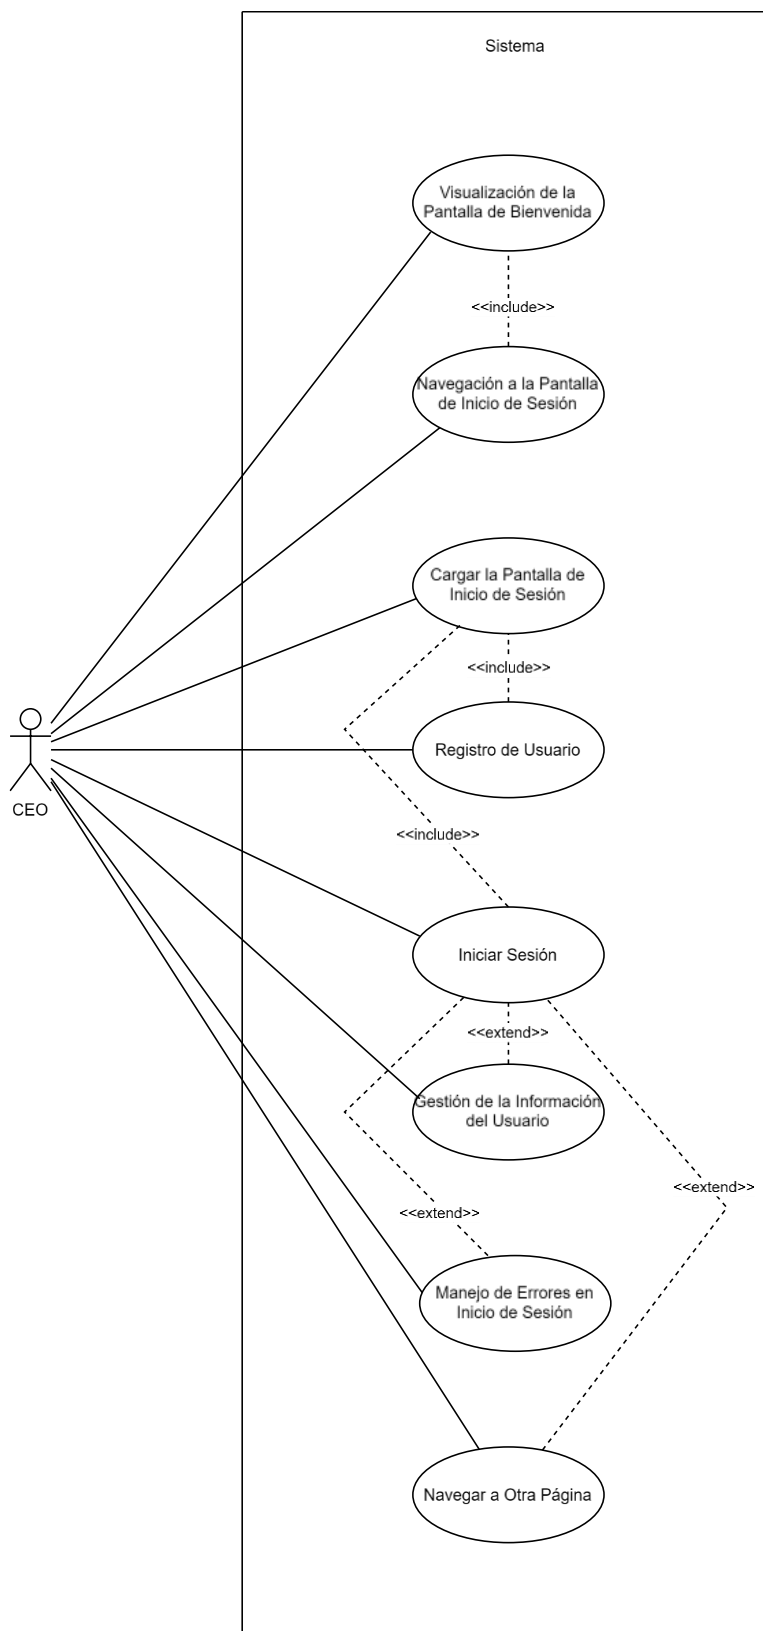 Sistema
Visualización de la
Pantalla de Bienvenida
<<include>>
Navegación a la Pantalla
de Inicio de Sesión
Cargar la Pantalla de
Inicio de Sesión
<<include>>
Registro de Usuario
CEO
<<include>>
Iniciar Sesión
<<extend>>
Gestión de la Información
del Usuario
<<extend>>
<<extend>>
Manejo de Errores en
Inicio de Sesión
Navegar a Otra Página